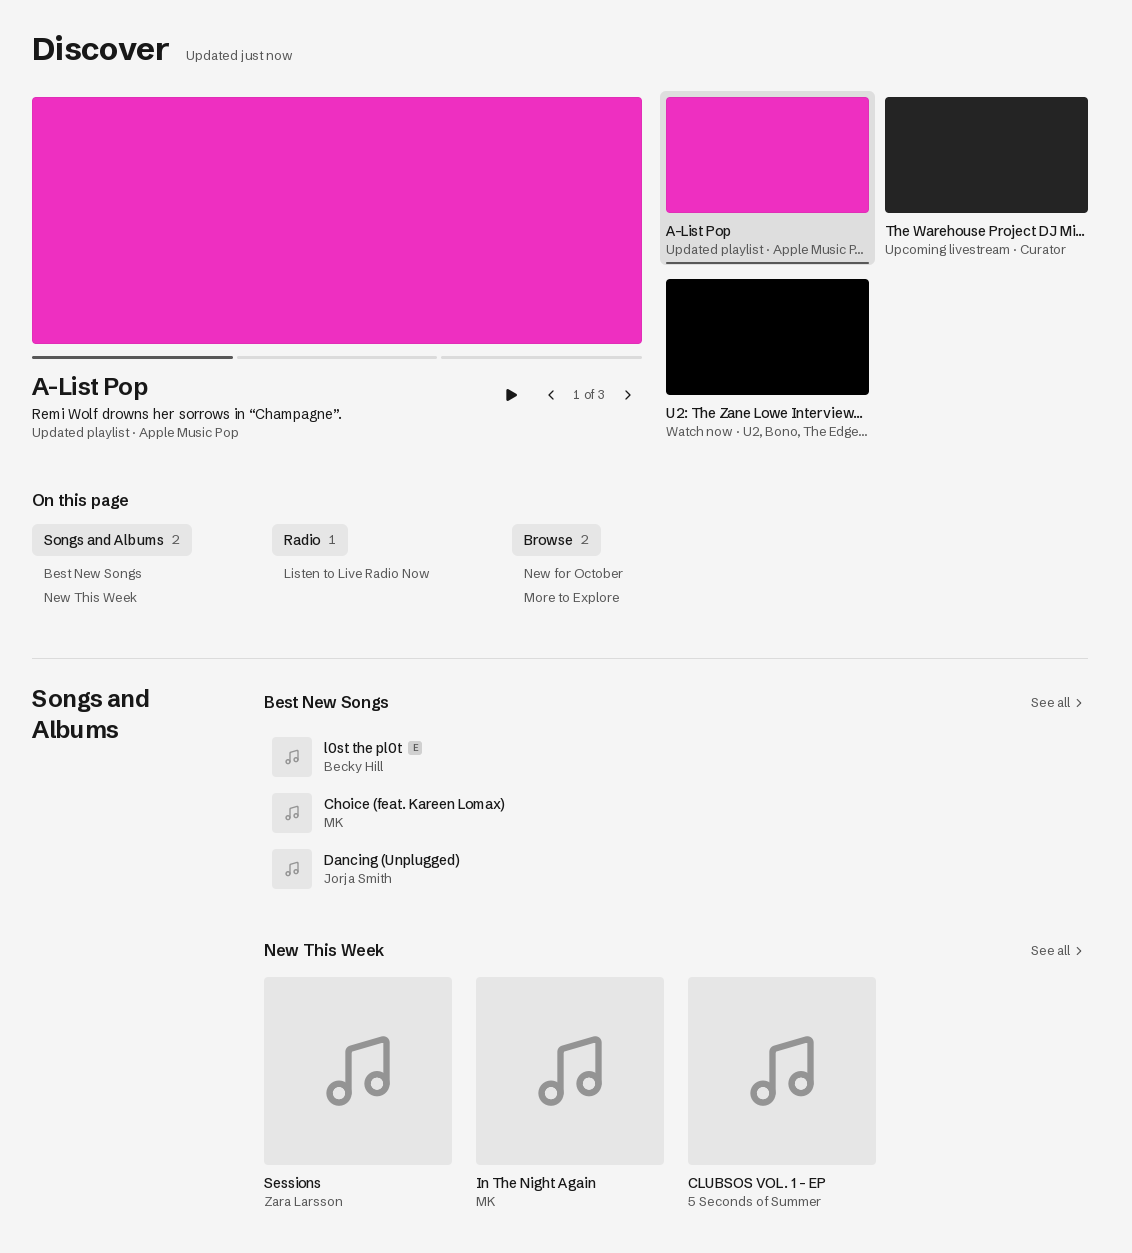 Discover
Updated just now
A-List Pop
Remi Wolf drowns her sorrows in “Champagne”.
Updated playlist · Apple Music Pop
1 of 3
A-List Pop
Updated playlist · Apple Music P...
The Warehouse Project DJ Mi...
Upcoming livestream · Curator
U2: The Zane Lowe Interview...
Watch now · U2, Bono, The Edge...
On this page
Songs and Albums 2
Best New Songs
New This Week
Radio 1
Listen to Live Radio Now
Browse 2
New for October
More to Explore
Songs and
Albums
Best New Songs
See all
l0st the pl0t E
Becky Hill
Choice (feat. Kareen Lomax)
MK
Dancing (Unplugged)
Jorja Smith
New This Week
See all
Sessions
Zara Larsson
In The Night Again
MK
CLUBSOS VOL. 1 - EP
5 Seconds of Summer